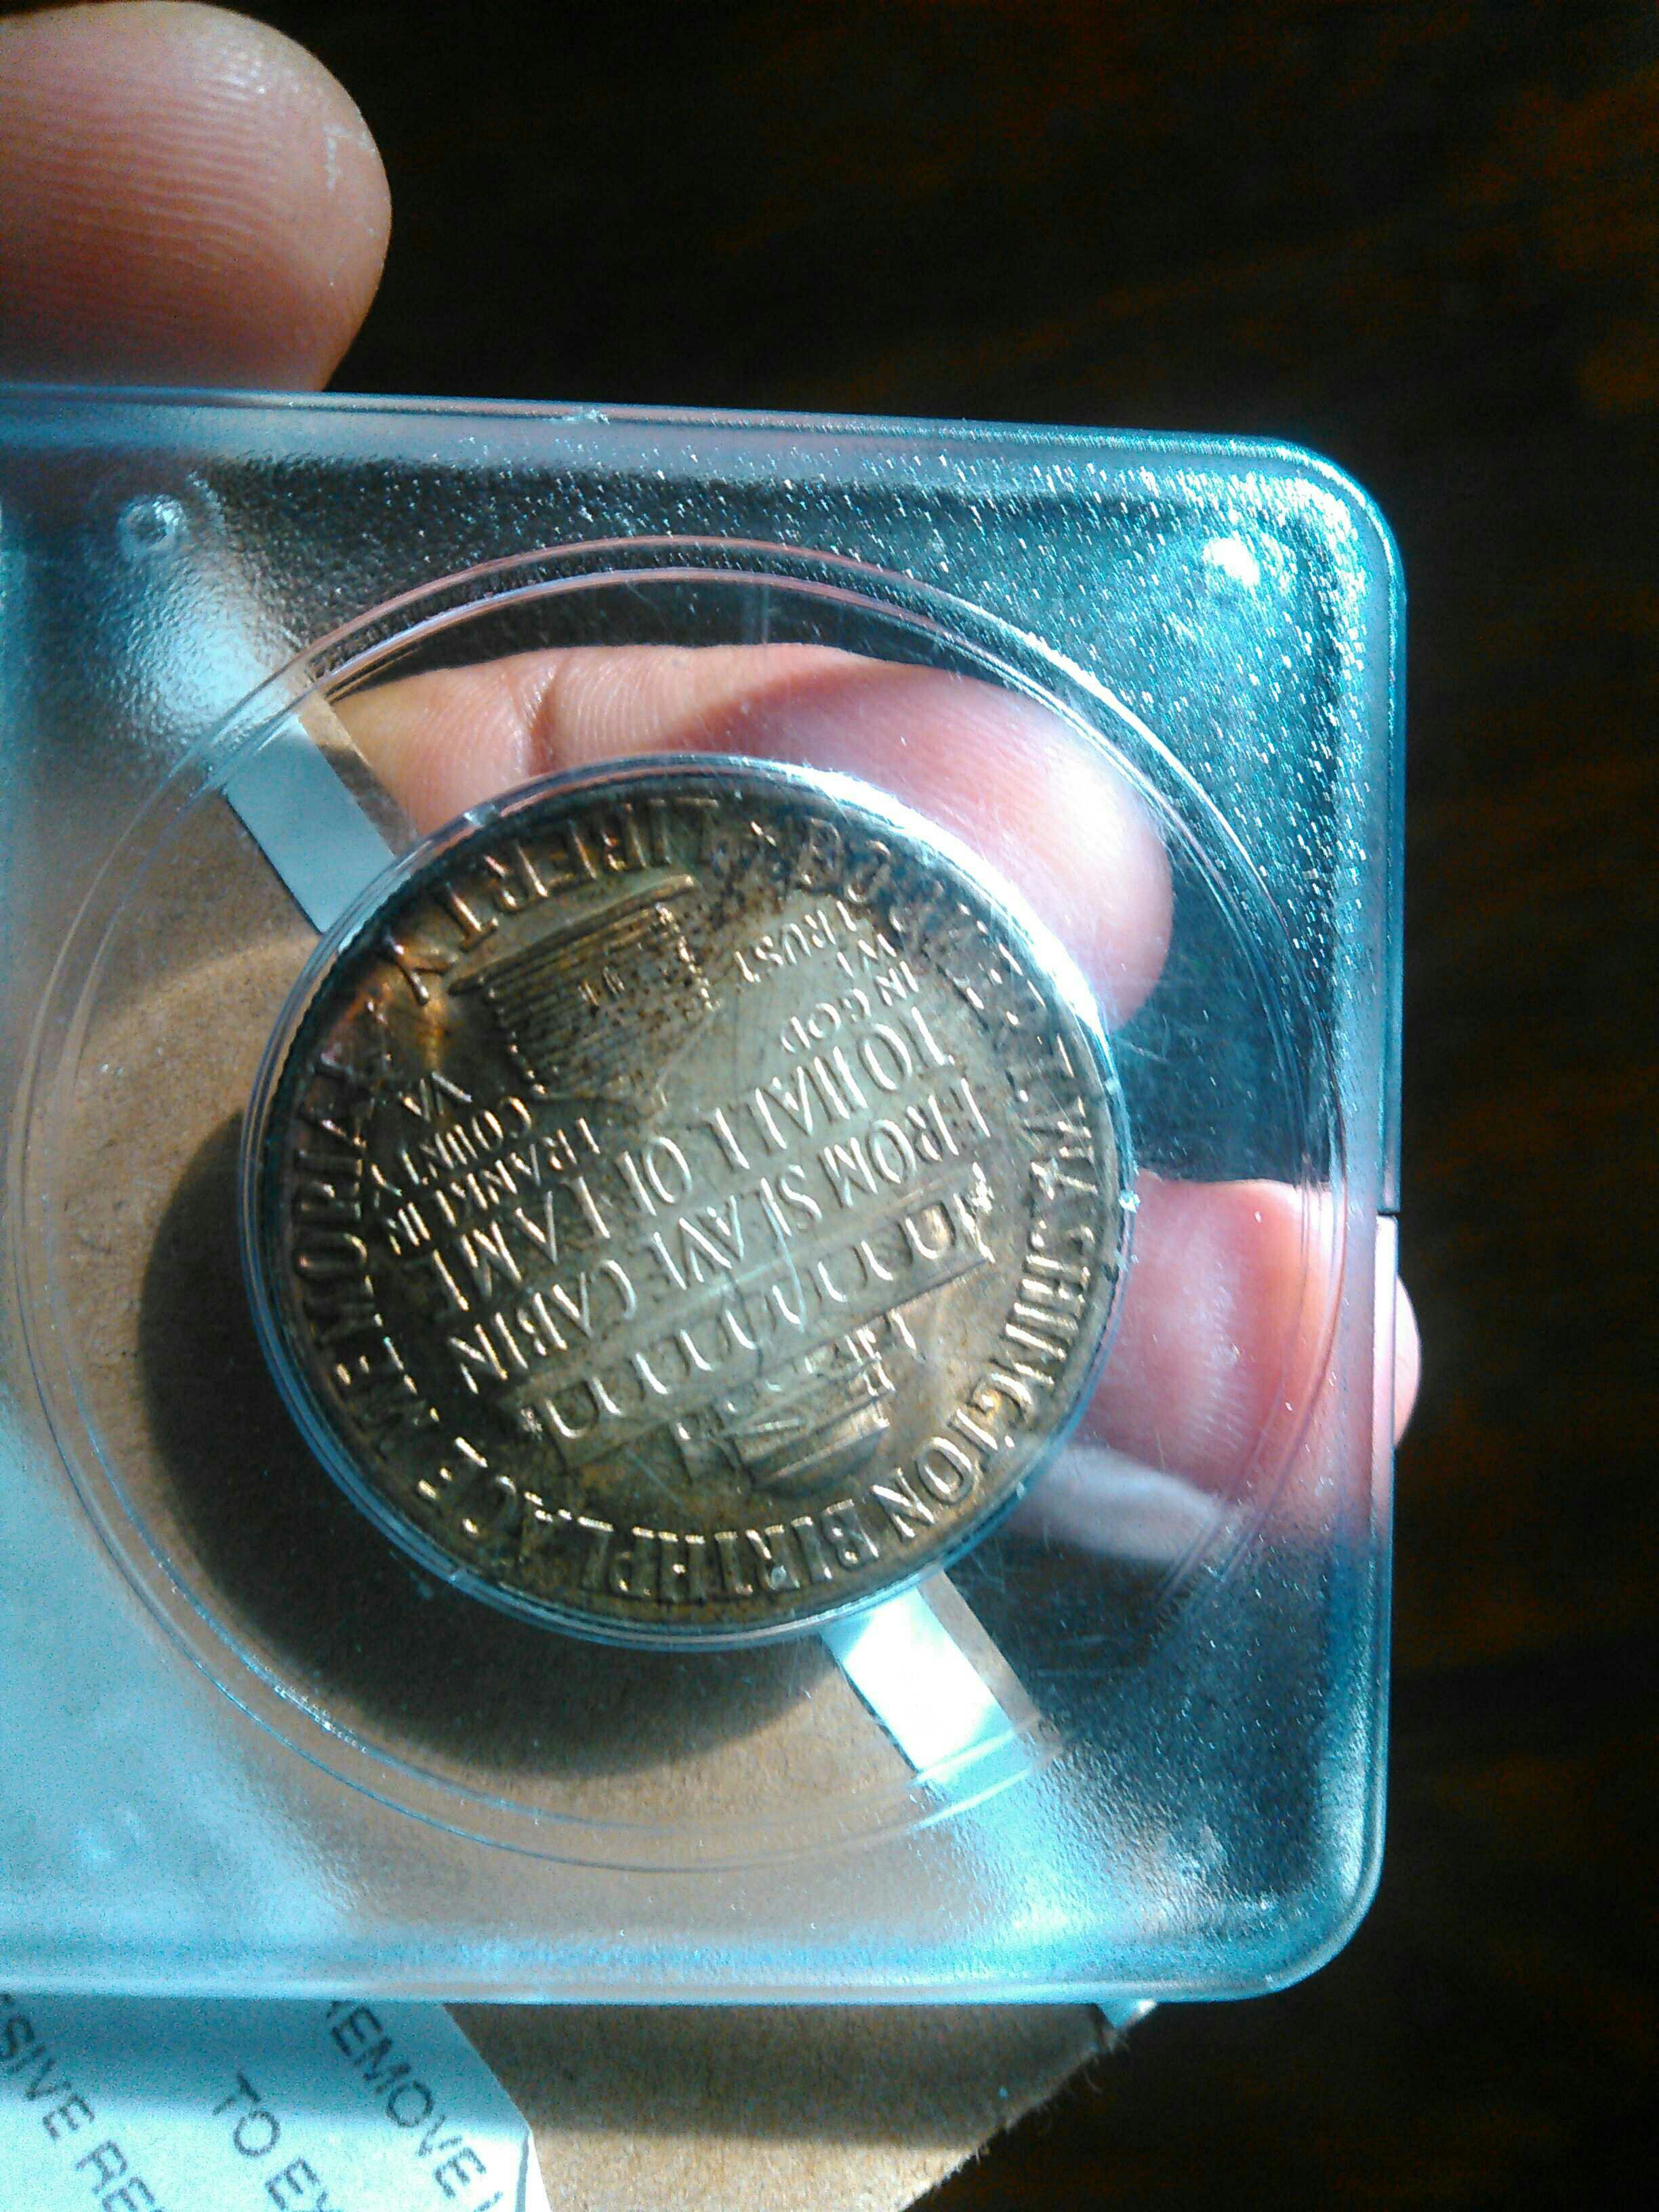 BOOKER T. WASHINGTON BIRTHPLACE MEMORIAL
FROM SLAVE CABIN
TO HALL OF FAME
IN GOD
WE
TRUST
FRANKLIN
COUNTY
VA
LIBERTY
EMOVE
TO EX
SIVE RE